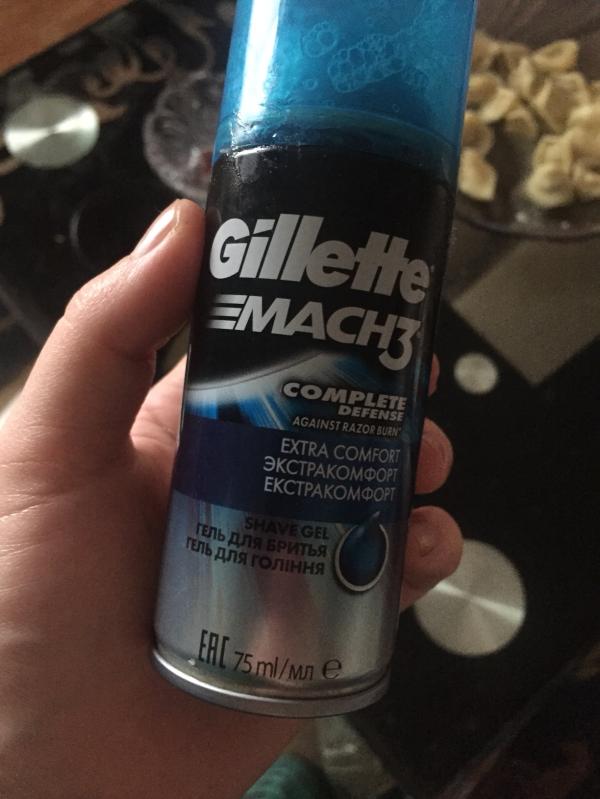 Gillette
MACH3
COMPLETE
DEFENSE
AGAINST RAZOR BURN*
EXTRA COMFORT
ЭКСТРАКОМФОРТ
ЕКСТРАКОМФОРТ
SHAVE GEL
ГЕЛЬ ДЛЯ БРИТЬЯ
ГЕЛЬ ДЛЯ ГОЛІННЯ
EAC 75 ml/мл ℮